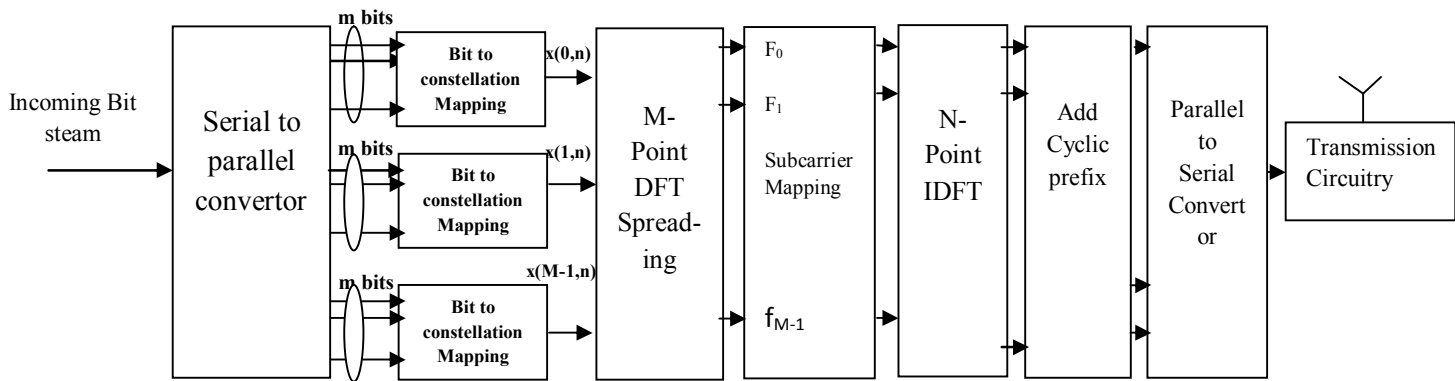 Incoming Bit
steam
Serial to
parallel
convertor
m bits
Bit to
constellation
Mapping
x(0,n)
m bits
Bit to
constellation
Mapping
x(1,n)
m bits
Bit to
constellation
Mapping
x(M-1,n)
M-
Point
DFT
Spread-
ing
F0
F1
Subcarrier
Mapping
fM-1
N-
Point
IDFT
Add
Cyclic
prefix
Parallel
to
Serial
Convert
or
Transmission
Circuitry